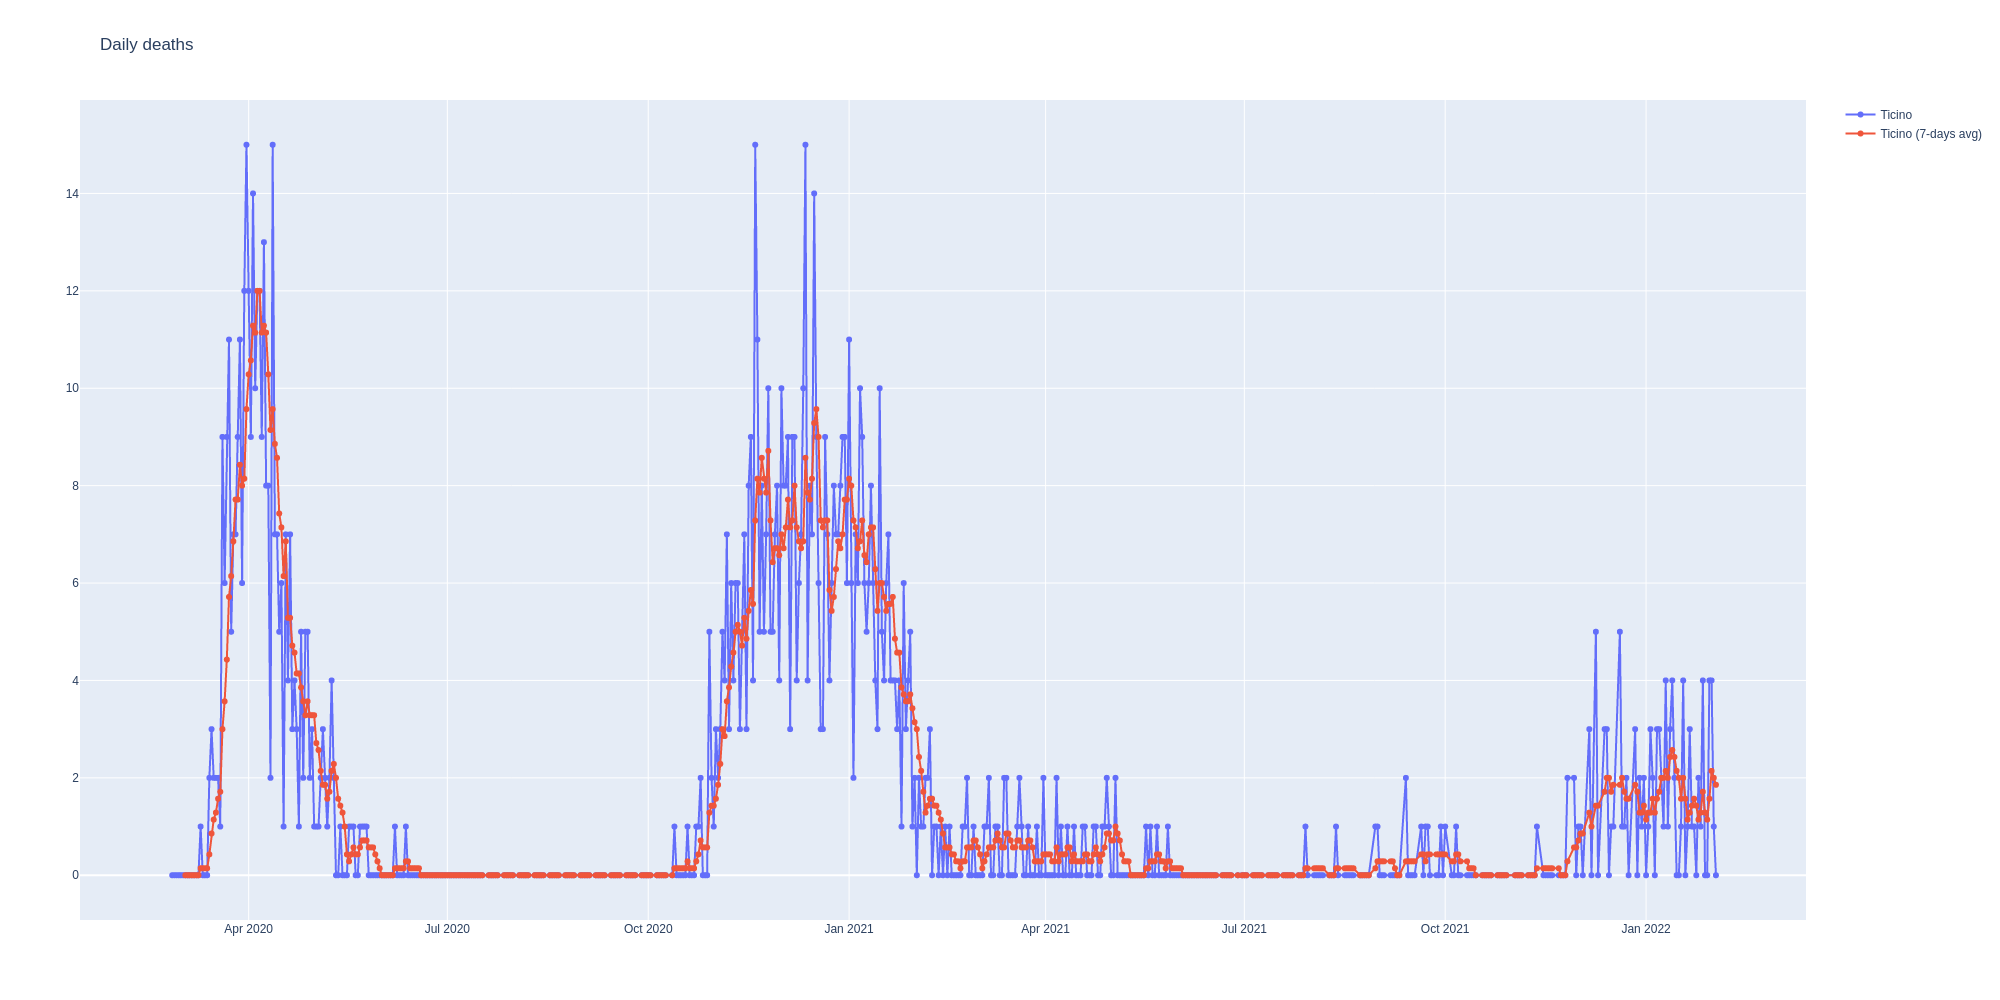 Daily deaths
Ticino
Ticino (7-days avg)
14
12
10
8
6
4
2
0
Apr 2020
Jul 2020
Oct 2020
Jan 2021
Apr 2021
Jul 2021
Oct 2021
Jan 2022